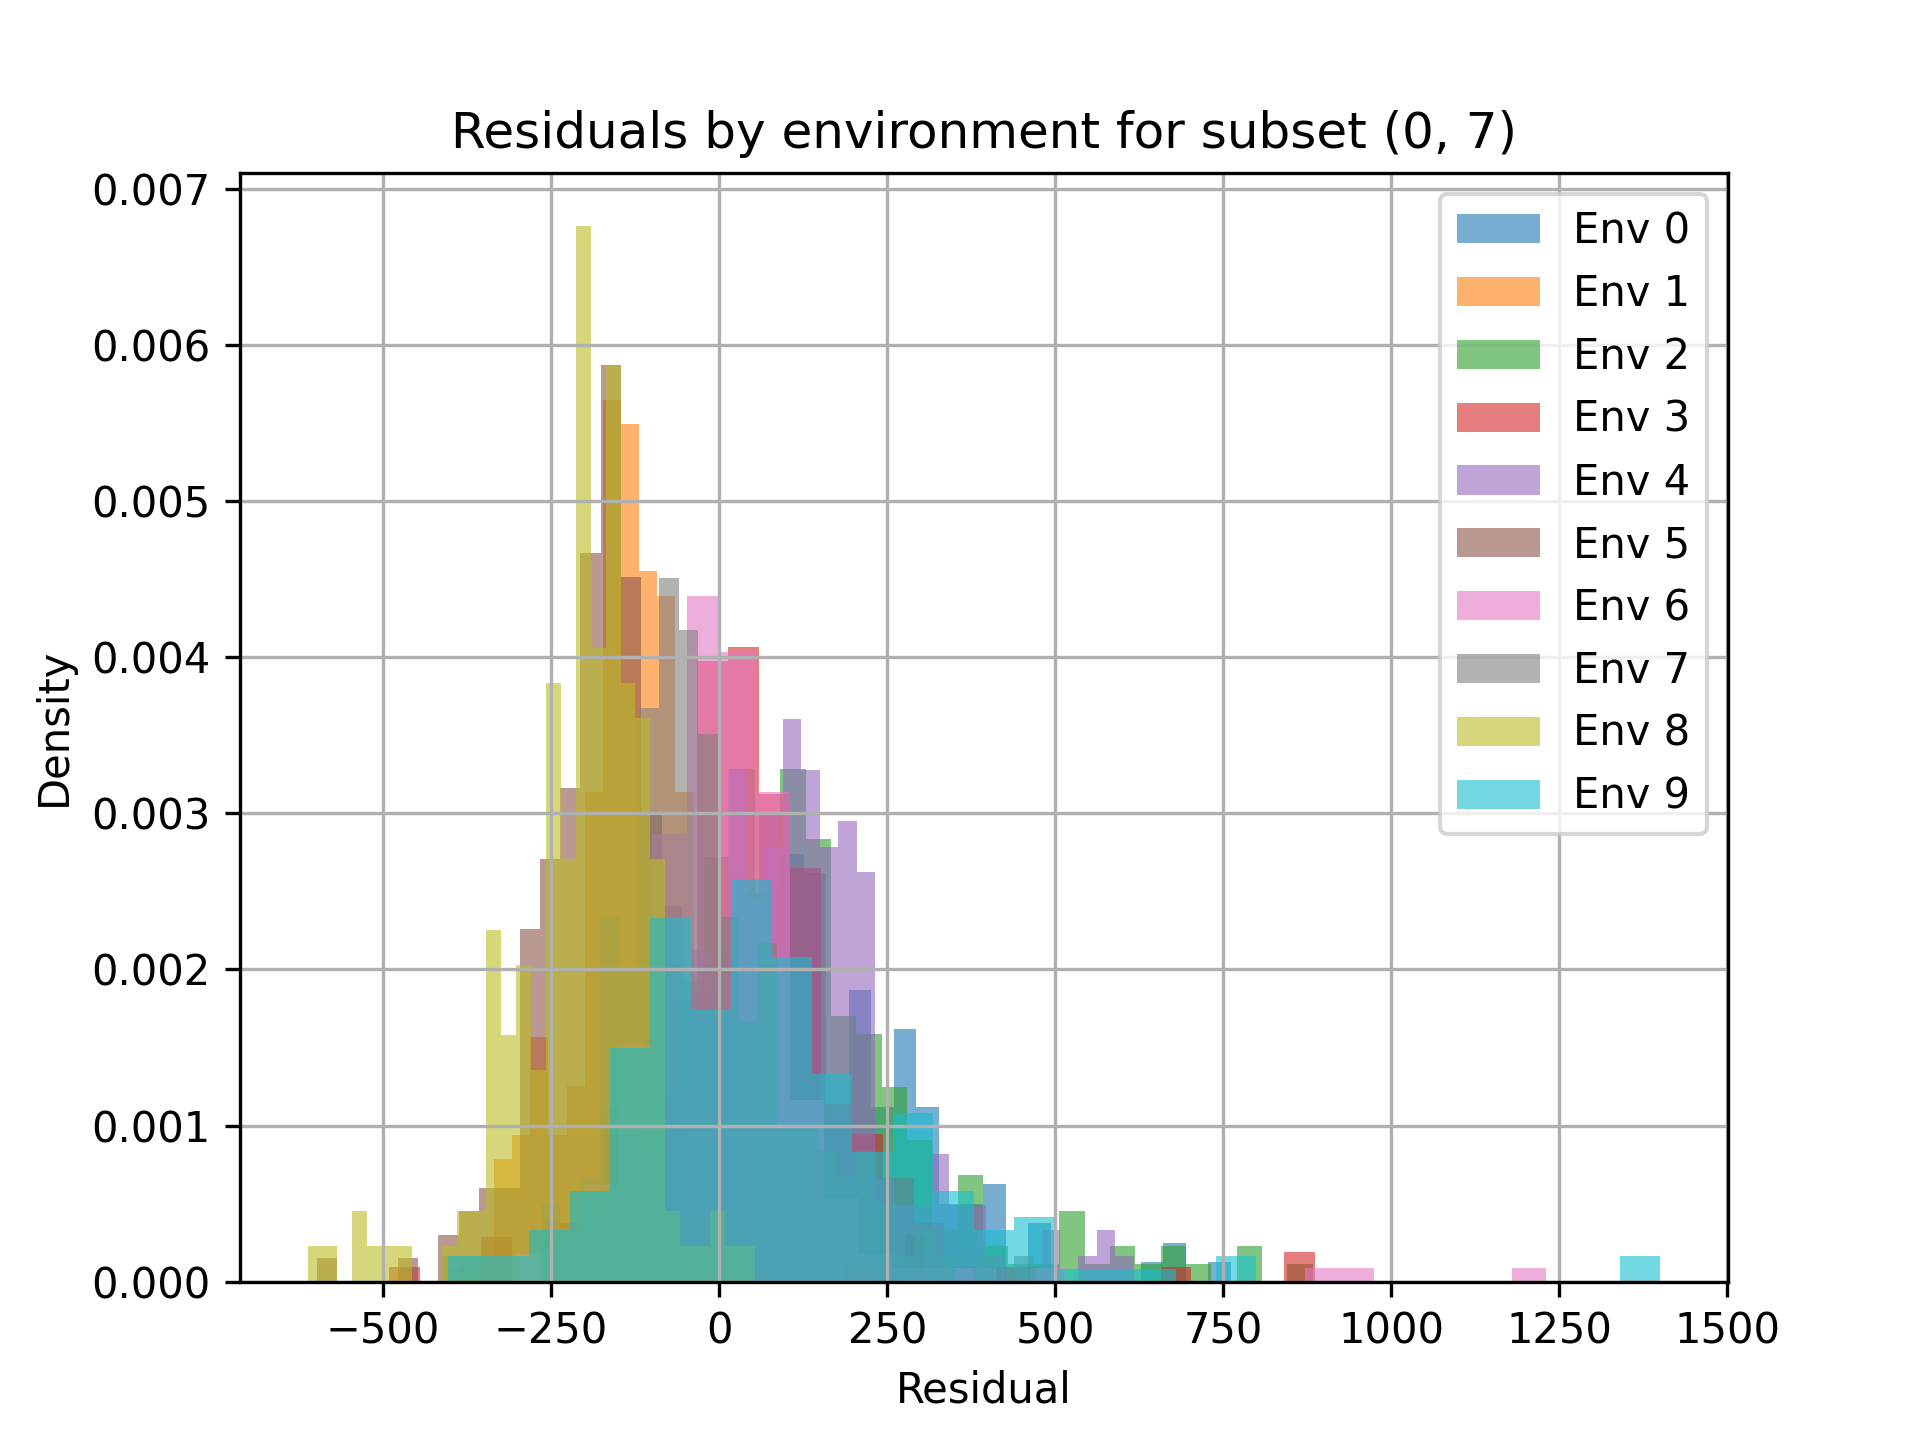 Residuals by environment for subset (0, 7)
0.007
0.006
0.005
0.004
0.003
0.002
0.001
0.000
Density
Env 0
Env 1
Env 2
Env 3
Env 4
Env 5
Env 6
Env 7
Env 8
Env 9
−500 −250 0 250 500 750 1000 1250 1500
Residual